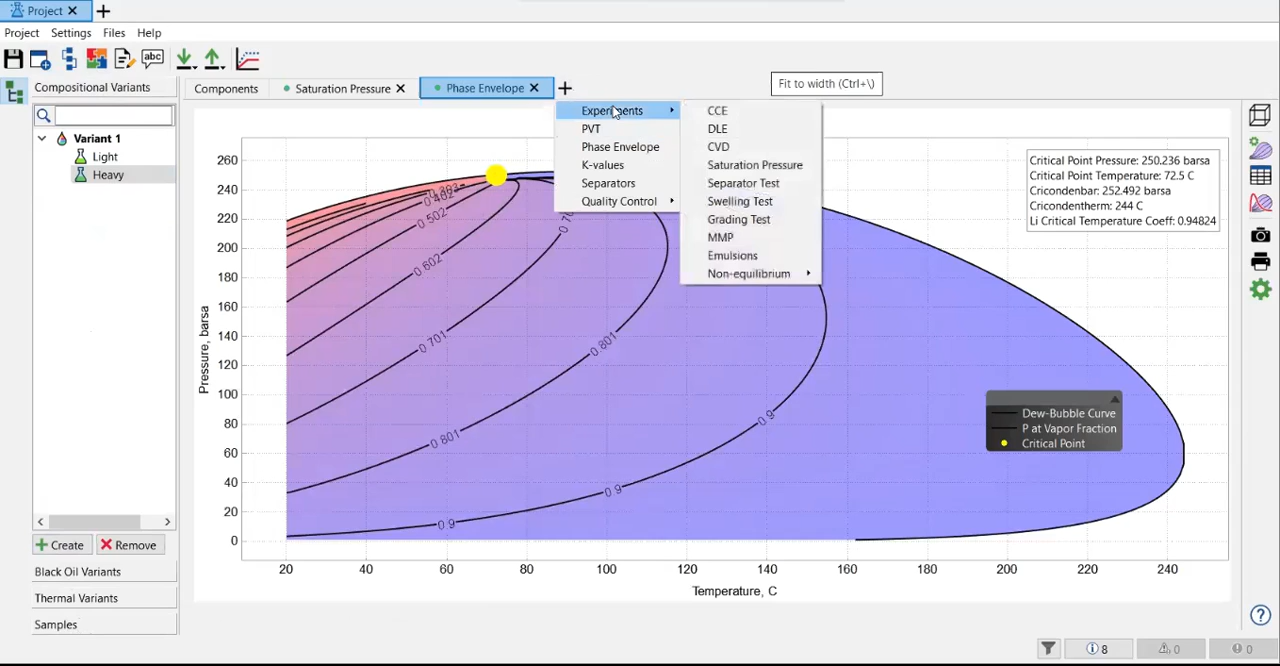 Project
Project Settings Files Help
abc
Compositional Variants
Components Saturation Pressure Phase Envelope
Fit to width (Ctrl+\)
Variant 1
Light
Heavy
Create Remove
Black Oil Variants
Thermal Variants
Samples
Experiments
PVT
Phase Envelope
K-values
Separators
Quality Control
CCE
DLE
CVD
Saturation Pressure
Separator Test
Swelling Test
Grading Test
MMP
Emulsions
Non-equilibrium
Critical Point Pressure: 250.236 barsa
Critical Point Temperature: 72.5 C
Cricondenbar: 252.492 barsa
Cricondentherm: 244 C
Li Critical Temperature Coeff: 0.94824
Pressure, barsa
260
240
220
200
180
160
140
120
100
80
60
40
20
0
0.502
0.602
0.701
0.801
0.801
0.9
0.9
0.9
Dew-Bubble Curve
P at Vapor Fraction
Critical Point
20 40 60 80 100 120 140 160 180 200 220 240
Temperature, C
8 0 0